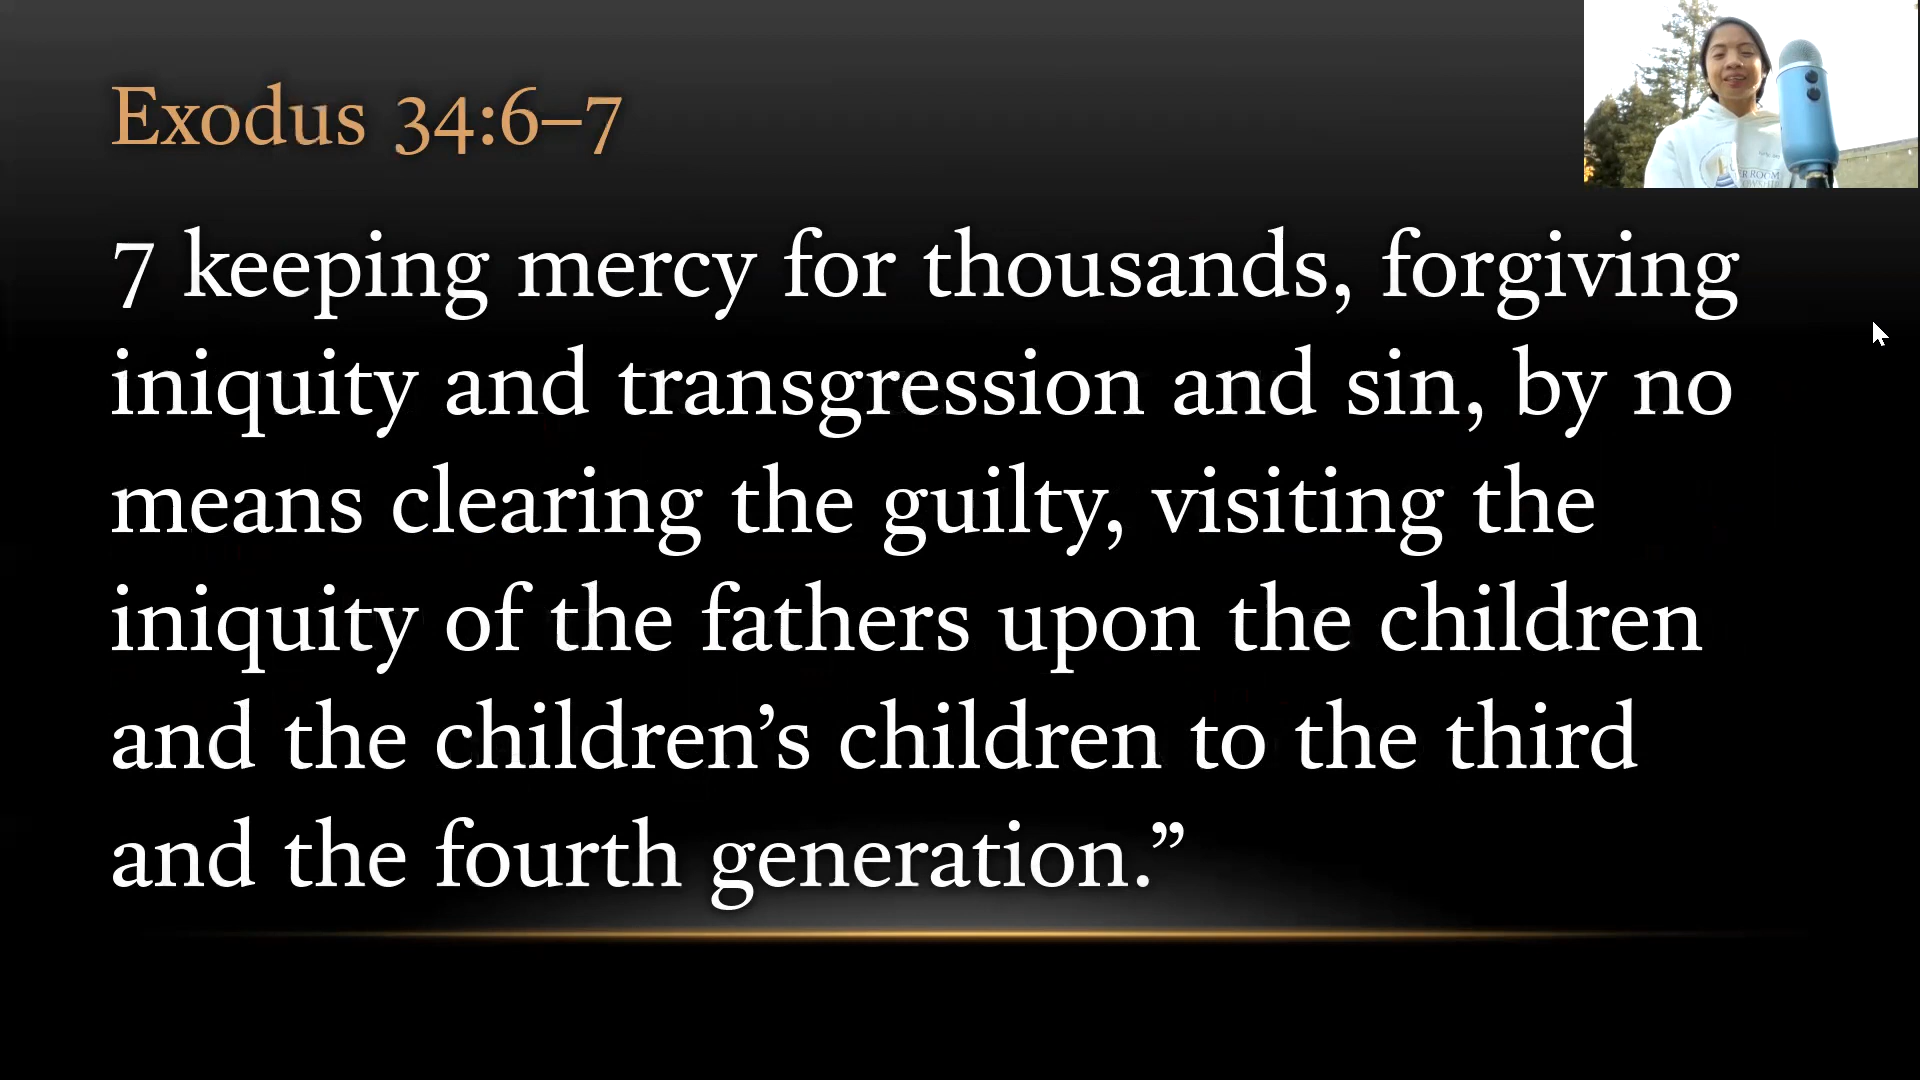 Exodus 34:6–7
7 keeping mercy for thousands, forgiving
iniquity and transgression and sin, by no
means clearing the guilty, visiting the
iniquity of the fathers upon the children
and the children’s children to the third
and the fourth generation.”